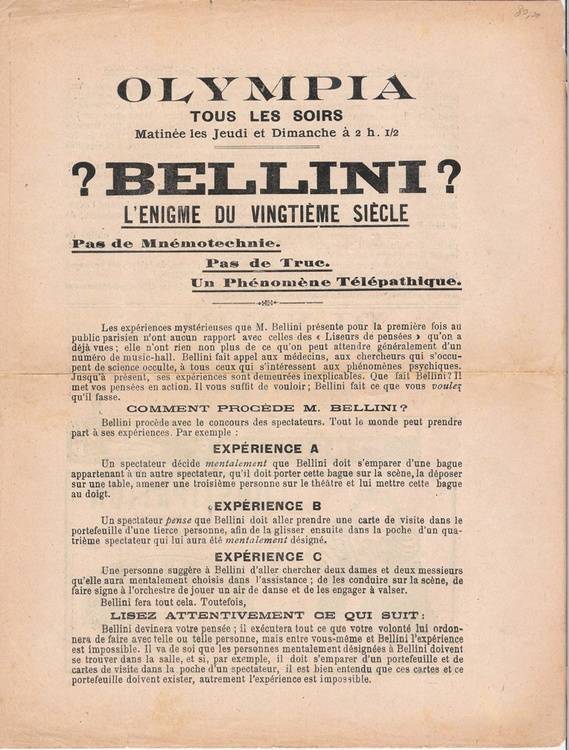 80,20
OLYMPIA
TOUS LES SOIRS
Matinée les Jeudi et Dimanche à 2 h. 1/2
? BELLINI ?
L'ENIGME DU VINGTIÈME SIÈCLE
Pas de Mnémotechnie.
Pas de Truc.
Un Phénomène Télépathique.
Les expériences mystérieuses que M. Bellini présente pour la première fois au
public parisien n'ont aucun rapport avec celles des « Liseurs de pensées » qu'on a
déjà vues ; elle n'ont rien non plus de ce qu'on peut attendre généralement d'un
numéro de music-hall. Bellini fait appel aux médecins, aux chercheurs qui s'occu-
pent de science occulte, à tous ceux qui s'intéressent aux phénomènes psychiques.
Jusqu'à présent, ses expériences sont demeurées inexplicables. Que fait Bellini? Il
met vos pensées en action. Il vous suffit de vouloir ; Bellini fait ce que vous voulez
qu'il fasse.
COMMENT PROCÈDE M. BELLINI?
Bellini procède avec le concours des spectateurs. Tout le monde peut prendre
part à ses expériences. Par exemple :
EXPÉRIENCE A
Un spectateur décide mentalement que Bellini doit s'emparer d'une bague
appartenant à un autre spectateur, qu'il doit porter cette bague sur la scène, la déposer
sur une table, amener une troisième personne sur le théâtre et lui mettre cette bague
au doigt.
EXPÉRIENCE B
Un spectateur pense que Bellini doit aller prendre une carte de visite dans le
portefeuille d'une tierce personne, afin de la glisser ensuite dans la poche d'un qua-
trième spectateur qui lui aura été mentalement désigné.
EXPÉRIENCE C
Une personne suggère à Bellini d'aller chercher deux dames et deux messieurs
qu'elle aura mentalement choisis dans l'assistance ; de les conduire sur la scène, de
faire signe à l'orchestre de jouer un air de danse et de les engager à valser.
Bellini fera tout cela. Toutefois,
LISEZ ATTENTIVEMENT CE QUI SUIT :
Bellini devinera votre pensée ; il exécutera tout ce que votre volonté lui ordon-
nera de faire avec telle ou telle personne, mais entre vous-même et Bellini l'expérience
est impossible. Il va de soi que les personnes mentalement désignées à Bellini doivent
se trouver dans la salle, et si, par exemple, il doit s'emparer d'un portefeuille et de
cartes de visite dans la poche d'un spectateur, il est bien entendu que ces cartes et ce
portefeuille doivent exister, autrement l'expérience est impossible.